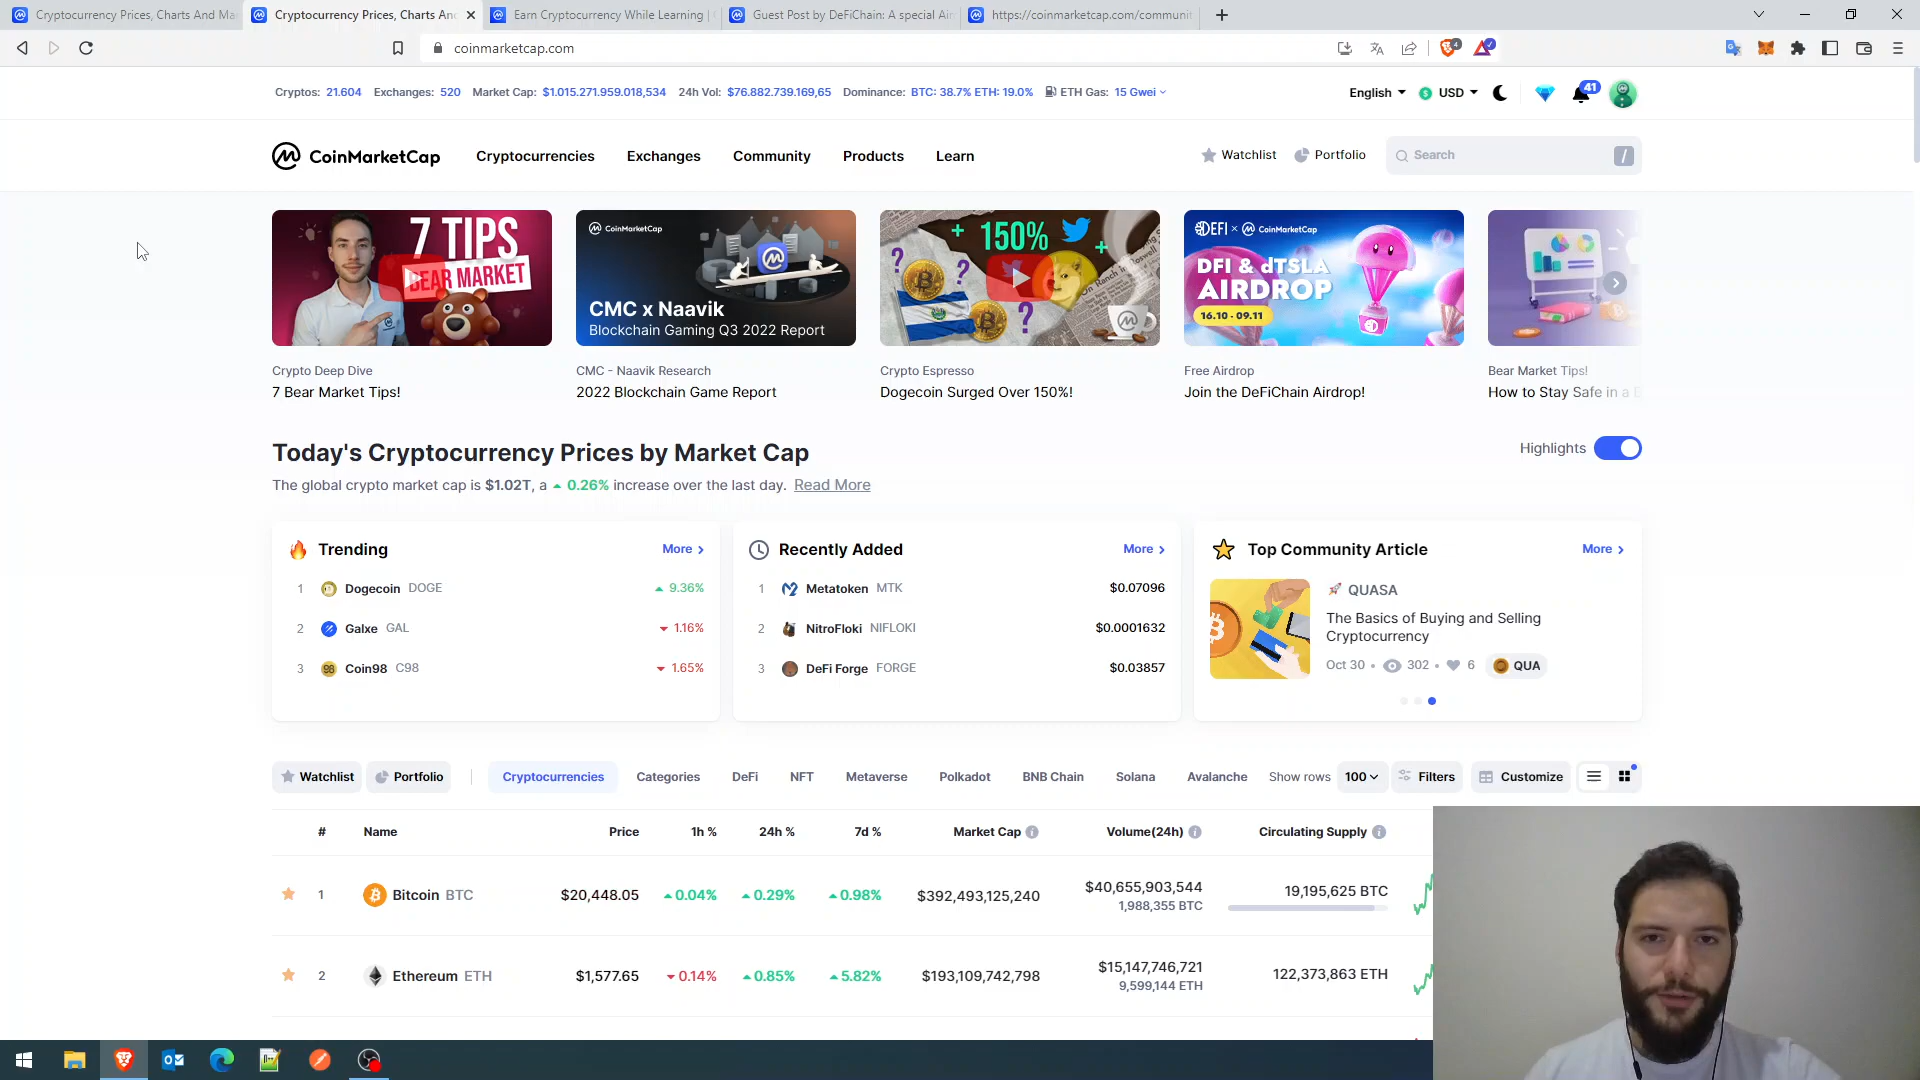 Cryptocurrency Prices, Charts And Ma
Cryptocurrency Prices, Charts An
Earn Cryptocurrency While Learning |
Guest Post by DeFiChain: A special Air
https://coinmarketcap.com/communit
coinmarketcap.com
4
Cryptos: 21.604 Exchanges: 520 Market Cap: $1.015.271.959.018,534 24h Vol: $76.882.739.169,65 Dominance: BTC: 38.7% ETH: 19.0% ETH Gas: 15 Gwei
English USD 41
CoinMarketCap Cryptocurrencies Exchanges Community Products Learn
Watchlist Portfolio Search /
7 TIPS
BEAR MARKET
CoinMarketCap
CMC x Naavik
Blockchain Gaming Q3 2022 Report
+ 150% +
? ? ?
DEFI × CoinMarketCap
DFI & dTSLA
AIRDROP
16.10 - 09.11
Crypto Deep Dive
7 Bear Market Tips!
CMC - Naavik Research
2022 Blockchain Game Report
Crypto Espresso
Dogecoin Surged Over 150%!
Free Airdrop
Join the DeFiChain Airdrop!
Bear Market Tips!
How to Stay Safe in a B
Today's Cryptocurrency Prices by Market Cap
Highlights
The global crypto market cap is $1.02T, a 0.26% increase over the last day. Read More
Trending More
1 Dogecoin DOGE 9.36%
2 Galxe GAL 1.16%
3 Coin98 C98 1.65%
Recently Added More
1 Metatoken MTK $0.07096
2 NitroFloki NIFLOKI $0.0001632
3 DeFi Forge FORGE $0.03857
Top Community Article More
QUASA
The Basics of Buying and Selling
Cryptocurrency
Oct 30 • 302 • 6 QUA
Watchlist Portfolio Cryptocurrencies Categories DeFi NFT Metaverse Polkadot BNB Chain Solana Avalanche Show rows 100 Filters Customize
# Name Price 1h % 24h % 7d % Market Cap Volume(24h) Circulating Supply
1 Bitcoin BTC $20,448.05 0.04% 0.29% 0.98% $392,493,125,240 $40,655,903,544 19,195,625 BTC
1,988,355 BTC
2 Ethereum ETH $1,577.65 0.14% 0.85% 5.82% $193,109,742,798 $15,147,746,721 122,373,863 ETH
9,599,144 ETH